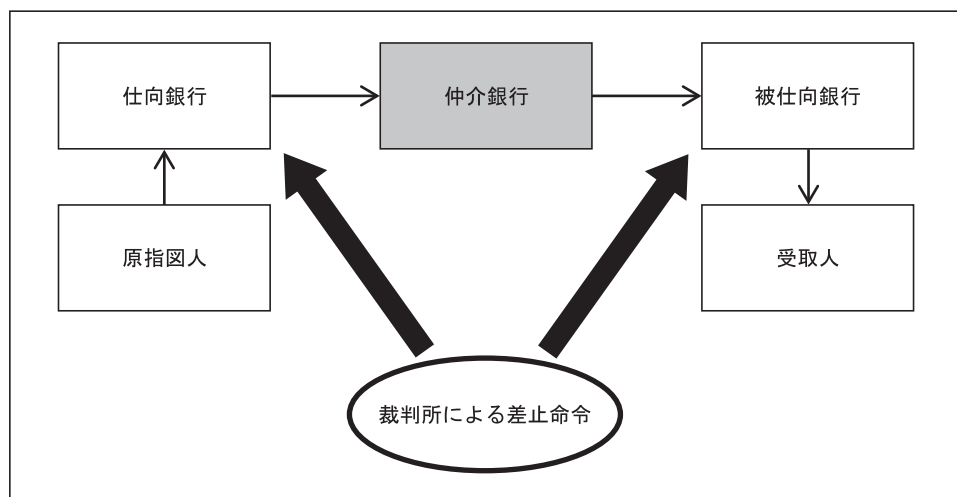 仕向銀行
仲介銀行
被仕向銀行
原指図人
受取人
裁判所による差止命令